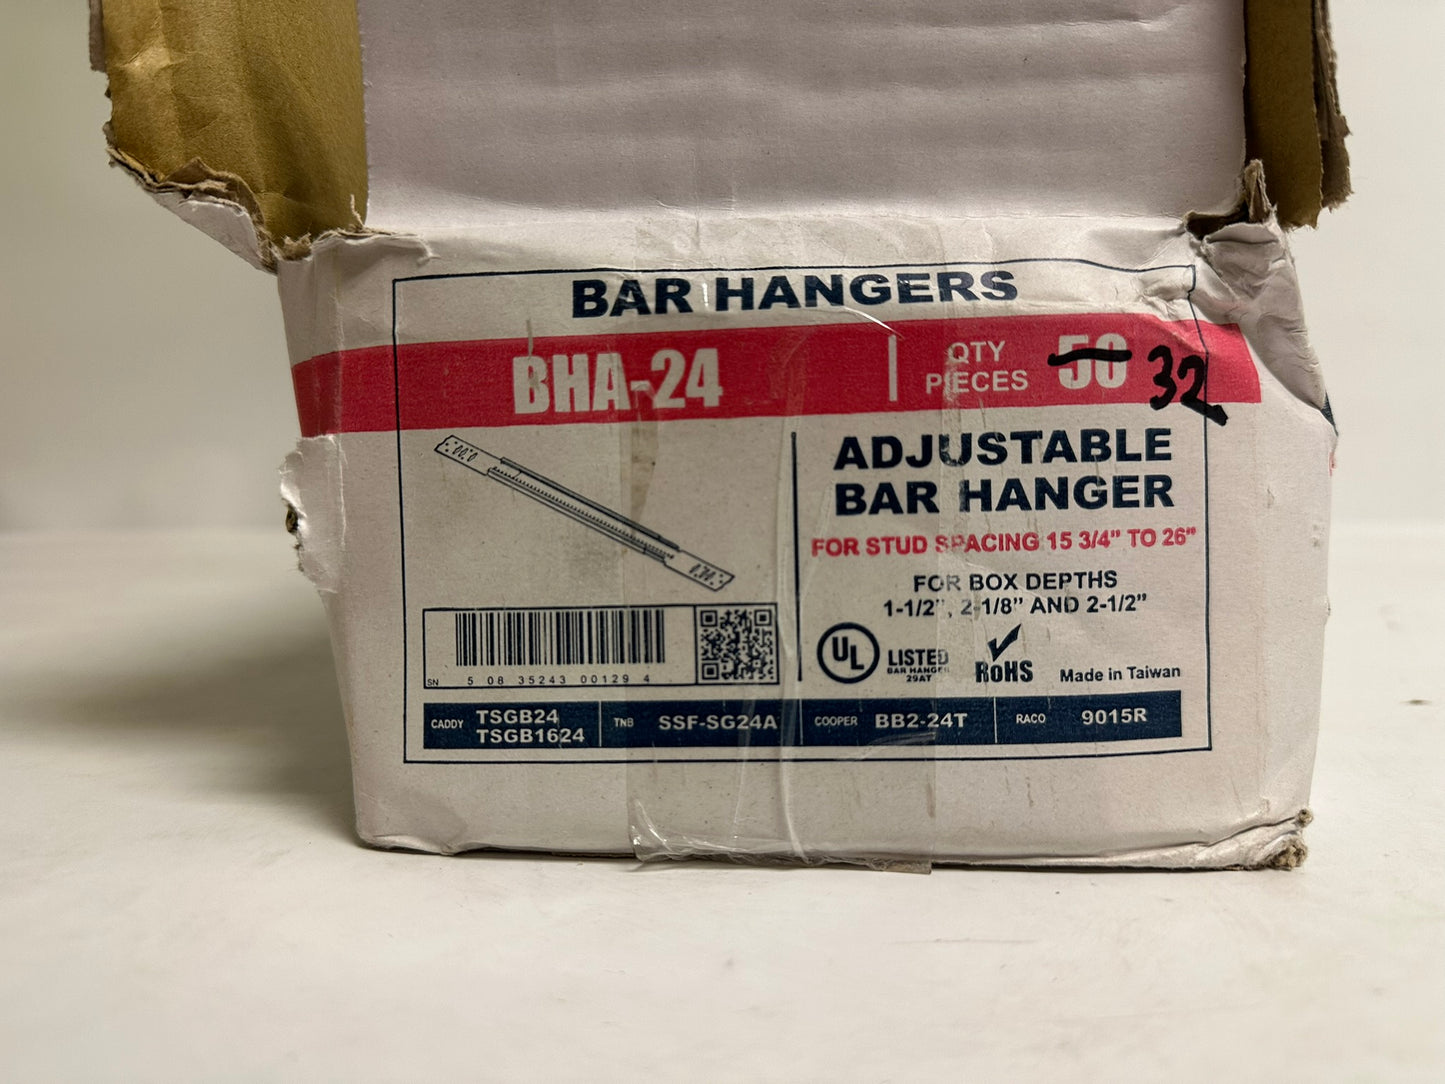 BAR HANGERS
BHA-24
QTY
PIECES
50 32
ADJUSTABLE
BAR HANGER
FOR STUD SPACING 15 3/4" TO 26"
FOR BOX DEPTHS
1-1/2", 2-1/8" AND 2-1/2"
UL
LISTED
BAR HANGER
29AT
RoHS
Made in Taiwan
SN 5 08 35243 00129 4
CADDY TSGB24
TSGB1624
TNB SSF-SG24A
COOPER BB2-24T
RACO 9015R